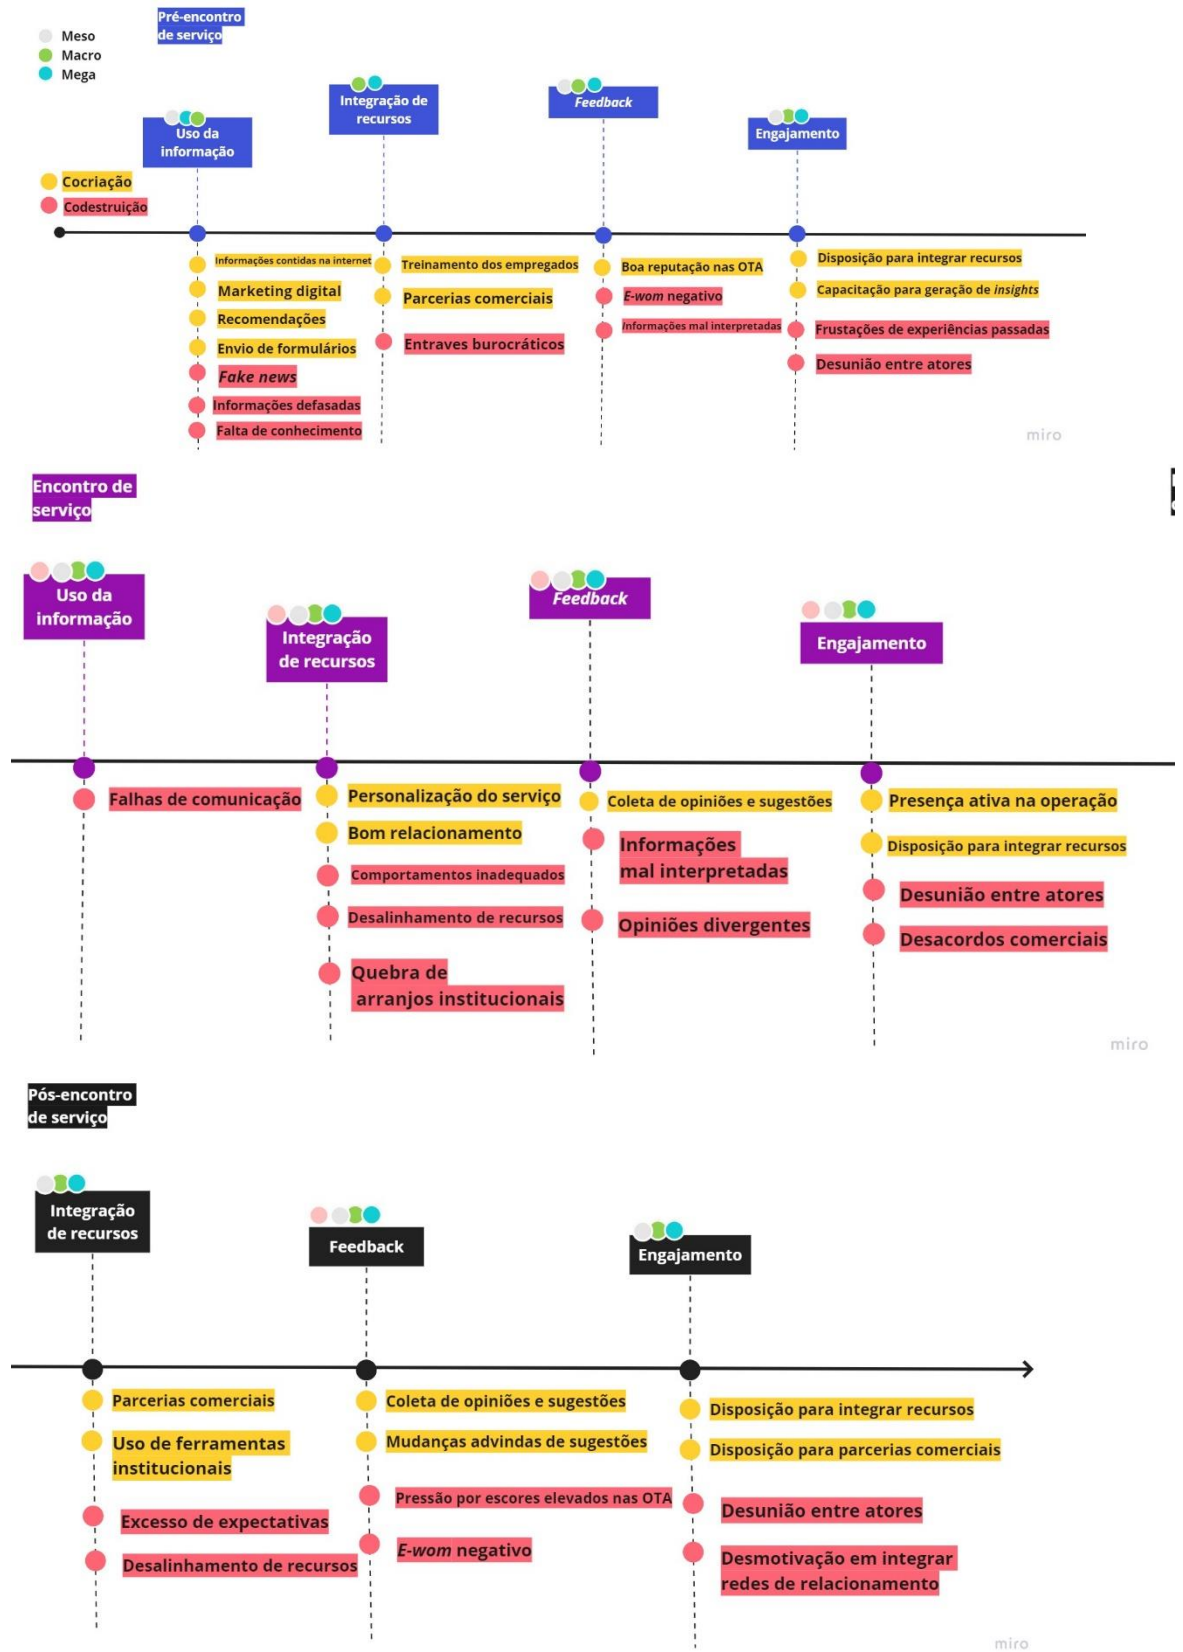 Pré-encontro
de serviço
Meso
Macro
Mega
Uso da
informação
Integração de
recursos
Feedback
Engajamento
Cocriação
Codestruição
Informações contidas na internet
Marketing digital
Recomendações
Envio de formulários
Fake news
Informações defasadas
Falta de conhecimento
Treinamento dos empregados
Parcerias comerciais
Entraves burocráticos
Boa reputação nas OTA
E-wom negativo
Informações mal interpretadas
Disposição para integrar recursos
Capacitação para geração de insights
Frustações de experiências passadas
Desunião entre atores
miro
Encontro de
serviço
Uso da
informação
Integração
de recursos
Feedback
Engajamento
Falhas de comunicação
Personalização do serviço
Bom relacionamento
Comportamentos inadequados
Desalinhamento de recursos
Quebra de
arranjos institucionais
Coleta de opiniões e sugestões
Informações
mal interpretadas
Opiniões divergentes
Presença ativa na operação
Disposição para integrar recursos
Desunião entre atores
Desacordos comerciais
miro
Pós-encontro
de serviço
Integração
de recursos
Feedback
Engajamento
Parcerias comerciais
Uso de ferramentas
institucionais
Excesso de expectativas
Desalinhamento de recursos
Coleta de opiniões e sugestões
Mudanças advindas de sugestões
Pressão por escores elevados nas OTA
E-wom negativo
Disposição para integrar recursos
Disposição para parcerias comerciais
Desunião entre atores
Desmotivação em integrar
redes de relacionamento
miro